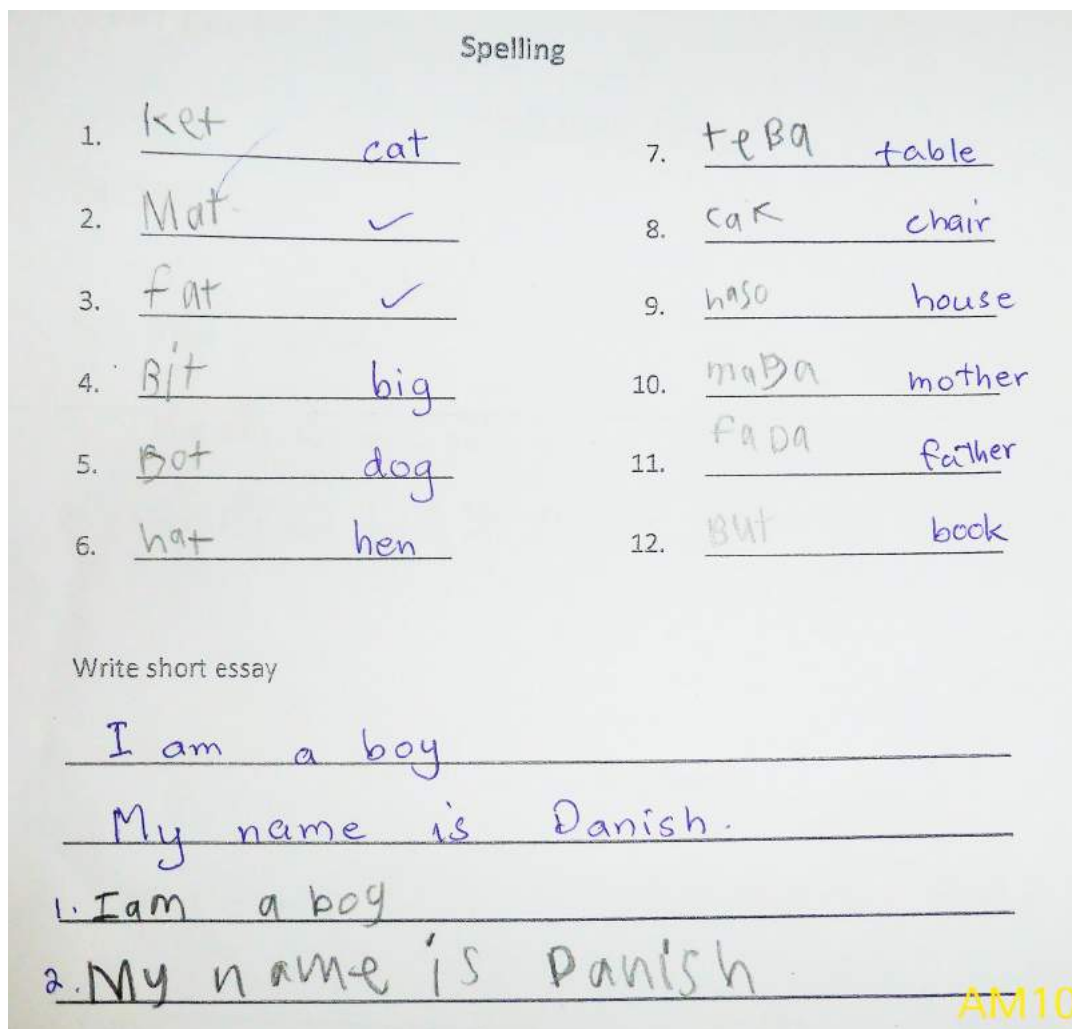 Spelling
1. ket cat
2. Mat ✓
3. fat ✓
4. Bit big
5. Bot dog
6. hat hen
7. teBa table
8. cak chair
9. haso house
10. maBa mother
11. faDa father
12. But book
Write short essay
I am a boy
My name is Danish.
1. I am a boy
2. My name is Danish
AM10